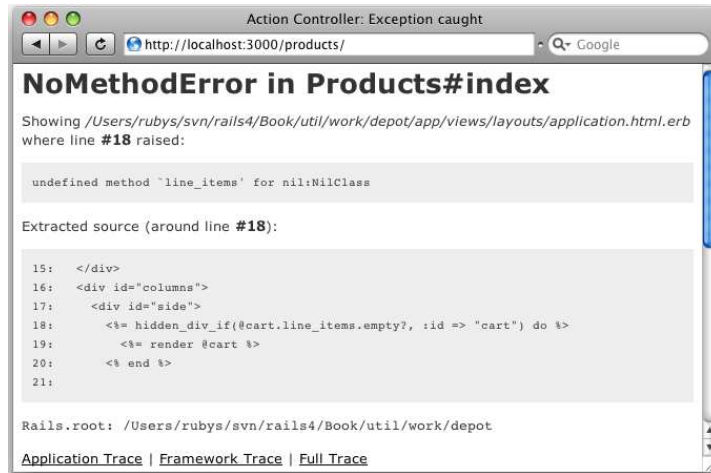 Action Controller: Exception caught
http://localhost:3000/products/
Google
NoMethodError in Products#index
Showing /Users/rubys/svn/rails4/Book/util/work/depot/app/views/layouts/application.html.erb
where line #18 raised:
undefined method `line_items' for nil:NilClass
Extracted source (around line #18):
15:   </div>
16:   <div id="columns">
17:     <div id="side">
18:       <%= hidden_div_if(@cart.line_items.empty?, :id => "cart") do %>
19:         <%= render @cart %>
20:       <% end %>
21:
Rails.root: /Users/rubys/svn/rails4/Book/util/work/depot
Application Trace | Framework Trace | Full Trace